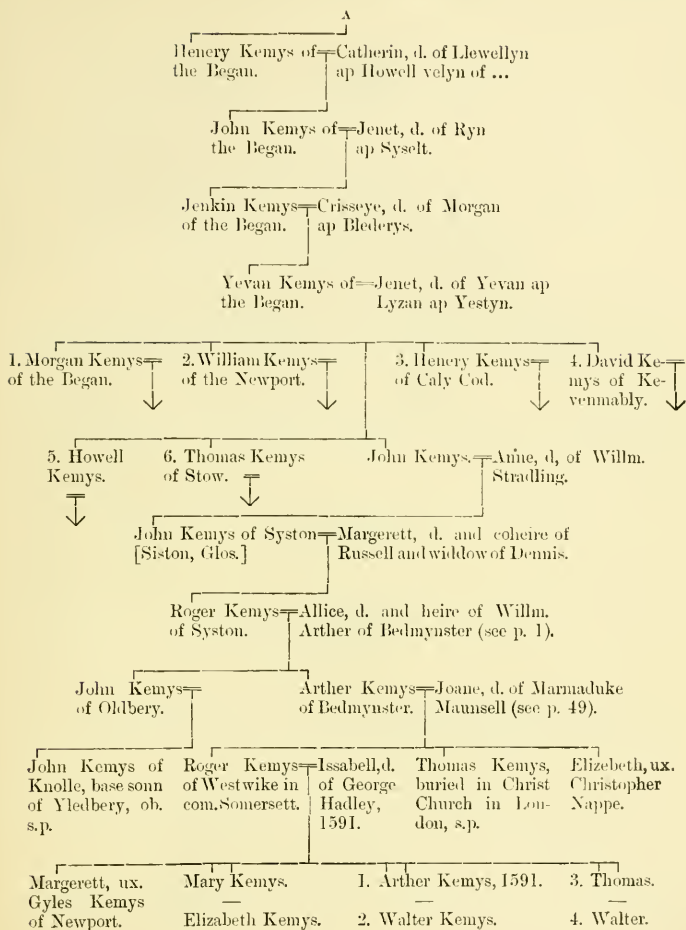 A
Henery Kemys of Catherin, d. of Llewellyn
the Began. ap Howell velyn of ...
John Kemys of Jenet, d. of Ryn
the Began. ap Syselt.
Jenkin Kemys Crisseye, d. of Morgan
of the Began. ap Blederys.
Yevan Kemys of Jenet, d. of Yevan ap
the Began. Lyzan ap Yestyn.
1. Morgan Kemys
of the Began.
2. William Kemys
of the Newport.
3. Henery Kemys
of Caly Cod.
4. David Ke-
mys of Ke-
venmably.
5. Howell
Kemys.
6. Thomas Kemys
of Stow.
John Kemys. Anne, d, of Willm.
Stradling.
John Kemys of Syston Margerett, d. and coheire of
[Siston, Glos.] Russell and widdow of Dennis.
Roger Kemys Allice, d. and heire of Willm.
of Syston. Arther of Bedmynster (see p. 1).
John Kemys
of Oldbery.
Arther Kemys Joane, d. of Marmaduke
of Bedmynster. Maunsell (see p. 49).
John Kemys of
Knolle, base sonn
of Yledbery, ob.
s.p.
Roger Kemys
of Westwike in
com. Somersett.
Issabell, d.
of George
Hadley,
1591.
Thomas Kemys,
buried in Christ
Church in Lon-
don, s.p.
Elizebeth, ux.
Christopher
Nappe.
Margerett, ux.
Gyles Kemys
of Newport.
Mary Kemys.
—
Elizabeth Kemys.
1. Arther Kemys, 1591.
—
2. Walter Kemys.
3. Thomas.
—
4. Walter.